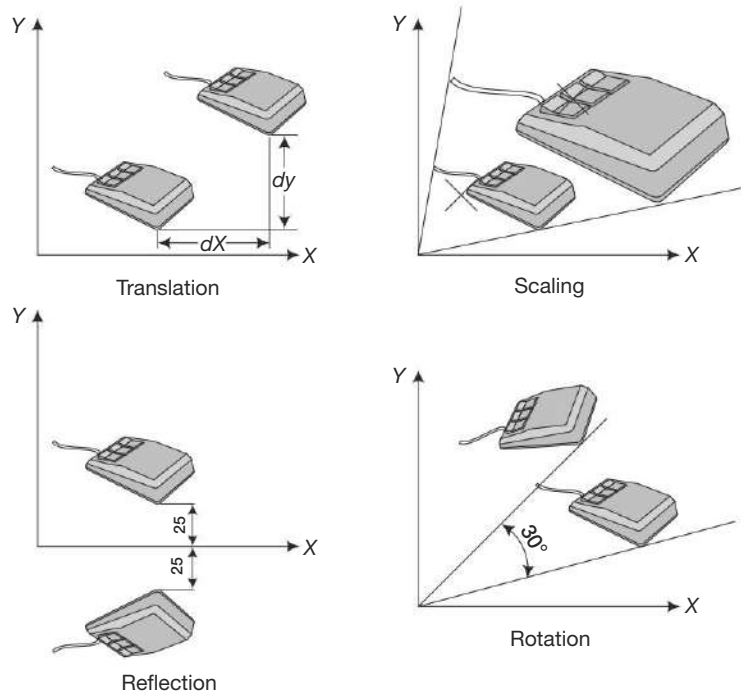 Y
dy
dX
X
Translation
Y
X
Scaling
Y
25
X
25
Reflection
Y
30°
X
Rotation